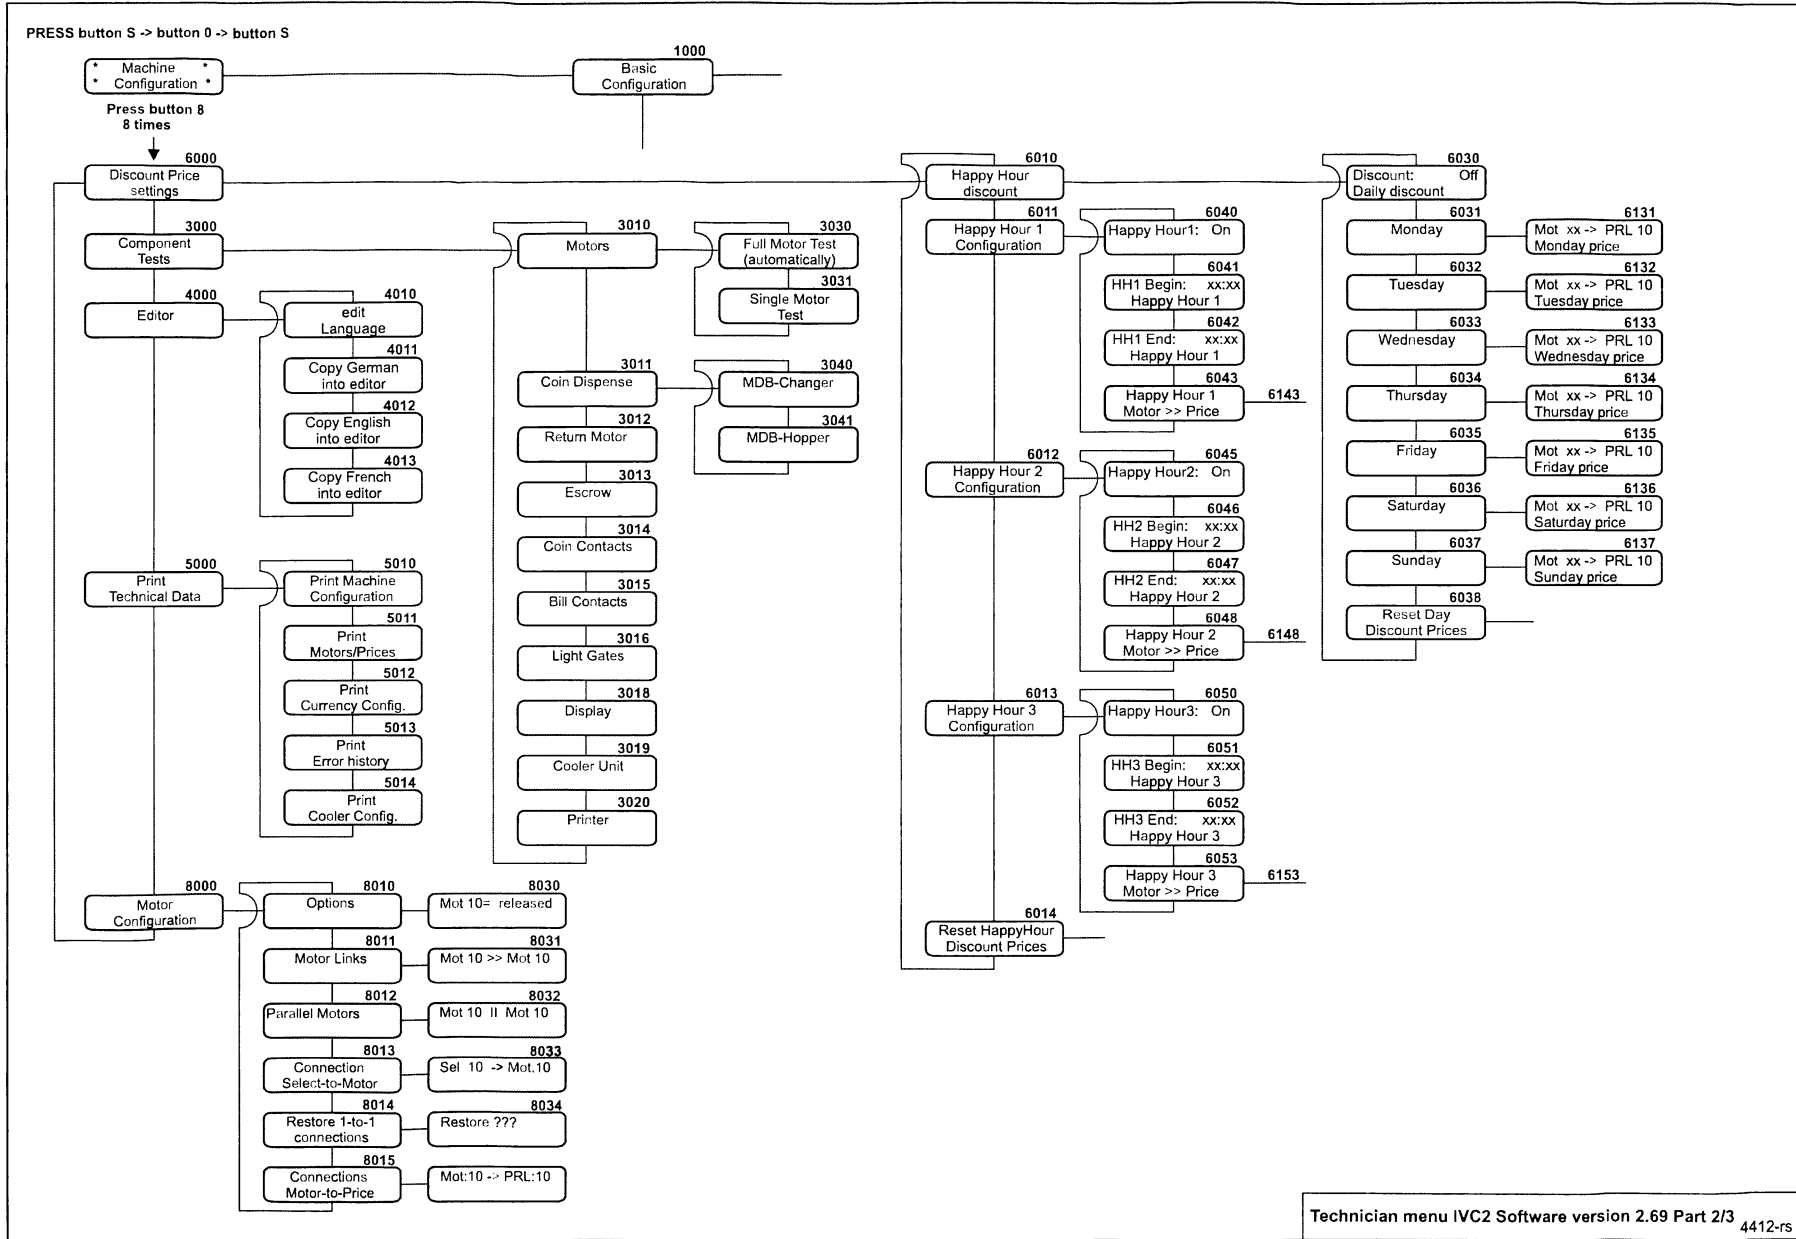 PRESS button S -> button 0 -> button S
* Machine *
* Configuration *
1000
Basic
Configuration
Press button 8
8 times
6000
Discount Price
settings
3000
Component
Tests
4000
Editor
5000
Print
Technical Data
8000
Motor
Configuration
4010
edit
Language
4011
Copy German
into editor
4012
Copy English
into editor
4013
Copy French
into editor
5010
Print Machine
Configuration
5011
Print
Motors/Prices
5012
Print
Currency Config.
5013
Print
Error history
5014
Print
Cooler Config.
8010
Options
8030
Mot 10= released
8011
Motor Links
8031
Mot 10 >> Mot 10
8012
Parallel Motors
8032
Mot 10 II Mot 10
8013
Connection
Select-to-Motor
8033
Sel 10 -> Mot.10
8014
Restore 1-to-1
connections
8034
Restore ???
8015
Connections
Motor-to-Price
Mot:10 -> PRL:10
3010
Motors
3011
Coin Dispense
3012
Return Motor
3013
Escrow
3014
Coin Contacts
3015
Bill Contacts
3016
Light Gates
3018
Display
3019
Cooler Unit
3020
Printer
3030
Full Motor Test
(automatically)
3031
Single Motor
Test
3040
MDB-Changer
3041
MDB-Hopper
6010
Happy Hour
discount
6011
Happy Hour 1
Configuration
6012
Happy Hour 2
Configuration
6013
Happy Hour 3
Configuration
6014
Reset HappyHour
Discount Prices
6040
Happy Hour1: On
6041
HH1 Begin: xx:xx
Happy Hour 1
6042
HH1 End: xx:xx
Happy Hour 1
6043
Happy Hour 1
Motor >> Price
6143
6045
Happy Hour2: On
6046
HH2 Begin: xx:xx
Happy Hour 2
6047
HH2 End: xx:xx
Happy Hour 2
6048
Happy Hour 2
Motor >> Price
6148
6050
Happy Hour3: On
6051
HH3 Begin: xx:xx
Happy Hour 3
6052
HH3 End: xx:xx
Happy Hour 3
6053
Happy Hour 3
Motor >> Price
6153
6030
Discount: Off
Daily discount
6031
Monday
6131
Mot xx -> PRL 10
Monday price
6032
Tuesday
6132
Mot xx -> PRL 10
Tuesday price
6033
Wednesday
6133
Mot xx -> PRL 10
Wednesday price
6034
Thursday
6134
Mot xx -> PRL 10
Thursday price
6035
Friday
6135
Mot xx -> PRL 10
Friday price
6036
Saturday
6136
Mot xx -> PRL 10
Saturday price
6037
Sunday
6137
Mot xx -> PRL 10
Sunday price
6038
Reset Day
Discount Prices
Technician menu IVC2 Software version 2.69 Part 2/3
4412-rs